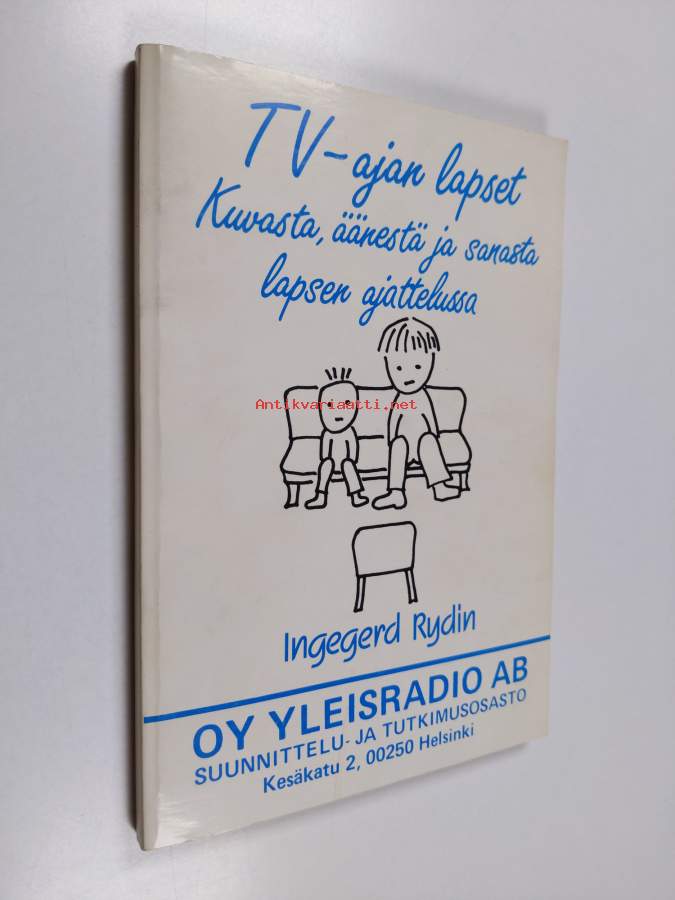 TV-ajan lapset
Kuvasta, äänestä ja sanasta
lapsen ajattelussa
Antikvariaatti.net
Ingegerd Rydin
OY YLEISRADIO AB
SUUNNITTELU- JA TUTKIMUSOSASTO
Kesäkatu 2, 00250 Helsinki